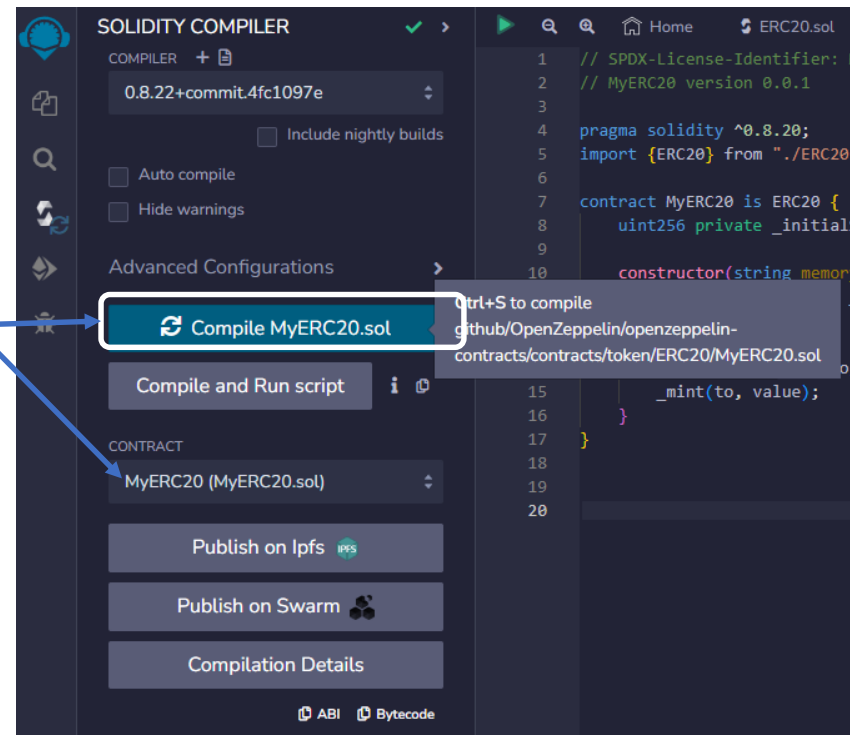 SOLIDITY COMPILER
COMPILER
0.8.22+commit.4fc1097e
Include nightly builds
Auto compile
Hide warnings
Advanced Configurations
Compile MyERC20.sol
Compile and Run script
CONTRACT
MyERC20 (MyERC20.sol)
Publish on Ipfs IPFS
Publish on Swarm
Compilation Details
ABI Bytecode
Home ERC20.sol
1 // SPDX-License-Identifier:
2 // MyERC20 version 0.0.1
3
4 pragma solidity ^0.8.20;
5 import {ERC20} from "./ERC20
6
7 contract MyERC20 is ERC20 {
8 uint256 private _initial
9
10 constructor(string memor
Ctrl+S to compile
github/OpenZeppelin/openzeppelin-
contracts/contracts/token/ERC20/MyERC20.sol
15 _mint(to, value);
16 }
17 }
18
19
20